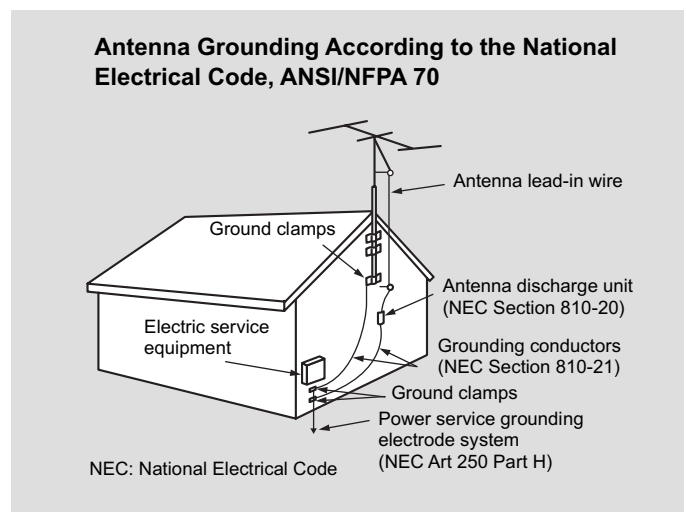 Antenna Grounding According to the National
Electrical Code, ANSI/NFPA 70
Antenna lead-in wire
Ground clamps
Antenna discharge unit
(NEC Section 810-20)
Electric service
equipment
Grounding conductors
(NEC Section 810-21)
Ground clamps
Power service grounding
electrode system
(NEC Art 250 Part H)
NEC: National Electrical Code